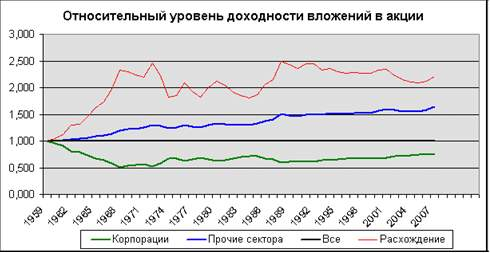 Относительный уровень доходности вложений в акции
3,000
2,500
2,000
1,500
1,000
0,500
0,000
1959 1962 1965 1968 1971 1974 1977 1980 1983 1986 1989 1992 1995 1998 2001 2004 2007
Корпорации Прочие сектора Все Расхождение